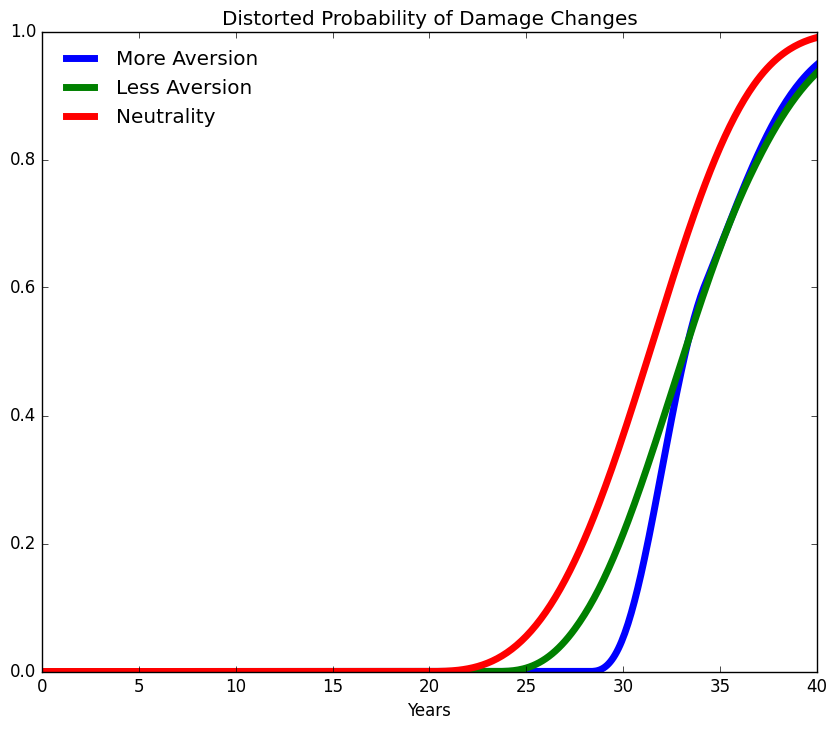 Distorted Probability of Damage Changes
1.0
More Aversion
Less Aversion
Neutrality
0.8
0.6
0.4
0.2
0.0
0 5 10 15 20 25 30 35 40
Years